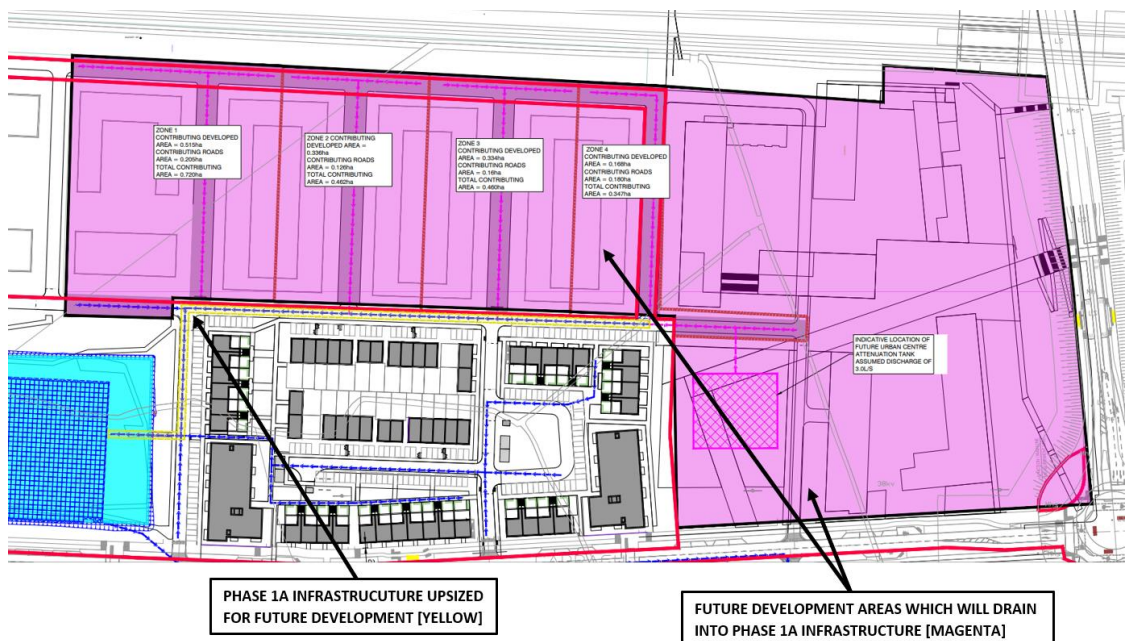 ZONE 1
CONTRIBUTING DEVELOPED
AREA = 0.515ha
CONTRIBUTING ROADS
AREA = 0.205ha
TOTAL CONTRIBUTING
AREA = 0.720ha
ZONE 2 CONTRIBUTING
DEVELOPED AREA =
0.336ha
CONTRIBUTING ROADS
AREA = 0.126ha
TOTAL CONTRIBUTING
AREA = 0.462ha
ZONE 3
CONTRIBUTING DEVELOPED
AREA = 0.334ha
CONTRIBUTING ROADS
AREA = 0.16ha
TOTAL CONTRIBUTING
AREA = 0.460ha
ZONE 4
CONTRIBUTING DEVELOPED
AREA = 0.168ha
CONTRIBUTING ROADS
AREA = 0.180ha
TOTAL CONTRIBUTING
AREA = 0.347ha
INDICATIVE LOCATION OF
FUTURE URBAN CENTRE
ATTENUATION TANK
ASSUMED DISCHARGE OF
3.0L/S
PHASE 1A INFRASTRUCUTURE UPSIZED
FOR FUTURE DEVELOPMENT [YELLOW]
FUTURE DEVELOPMENT AREAS WHICH WILL DRAIN
INTO PHASE 1A INFRASTRUCTURE [MAGENTA]